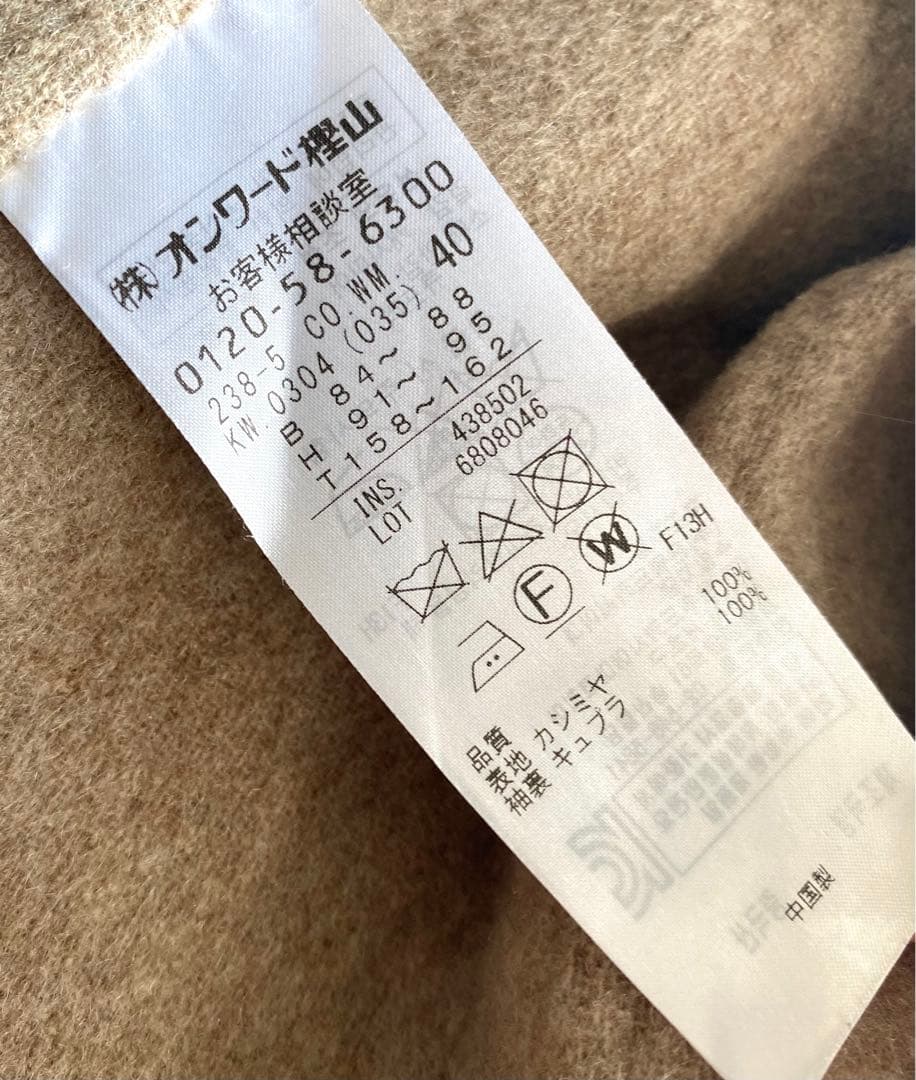 ㈱オンワード樫山
お客様相談室
0120-58-6300
238-5 CO.WM. 40
KW.0304 (035)
B 84～ 88
H 91～ 95
T158～162
INS. 438502
LOT 6808046
F W F13H
品質
表地 カシミヤ 100%
袖裏 キュプラ 100%
中国製